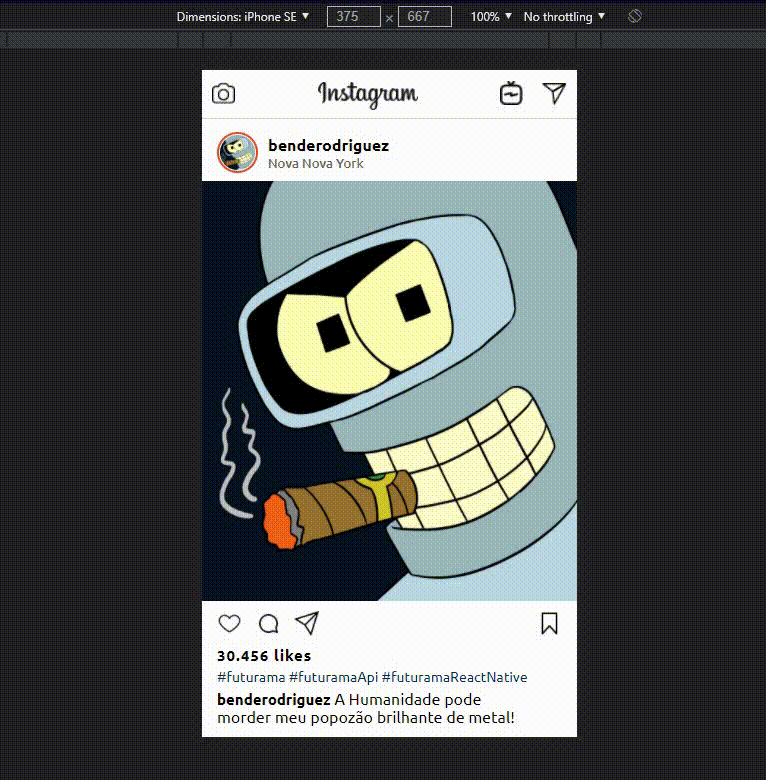 Dimensions: iPhone SE ▼ 375 × 667 100% ▼ No throttling ▼
Instagram
benderodriguez
Nova Nova York
30.456 likes
#futurama #futuramaApi #futuramaReactNative
benderodriguez A Humanidade pode
morder meu popozão brilhante de metal!